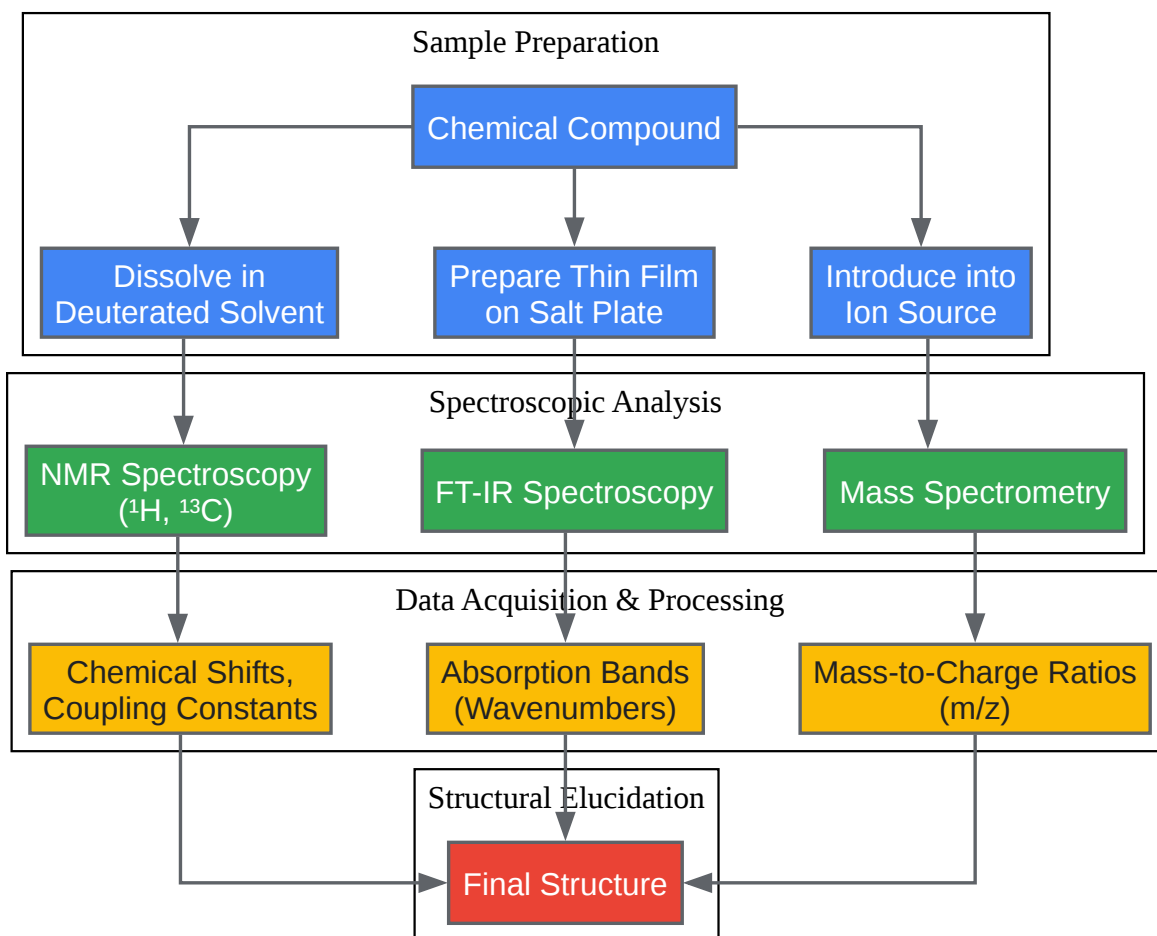 Sample Preparation
Chemical Compound
Dissolve in
Deuterated Solvent
Prepare Thin Film
on Salt Plate
Introduce into
Ion Source
Spectroscopic Analysis
NMR Spectroscopy
(¹H, ¹³C)
FT-IR Spectroscopy
Mass Spectrometry
Data Acquisition & Processing
Chemical Shifts,
Coupling Constants
Absorption Bands
(Wavenumbers)
Mass-to-Charge Ratios
(m/z)
Structural Elucidation
Final Structure